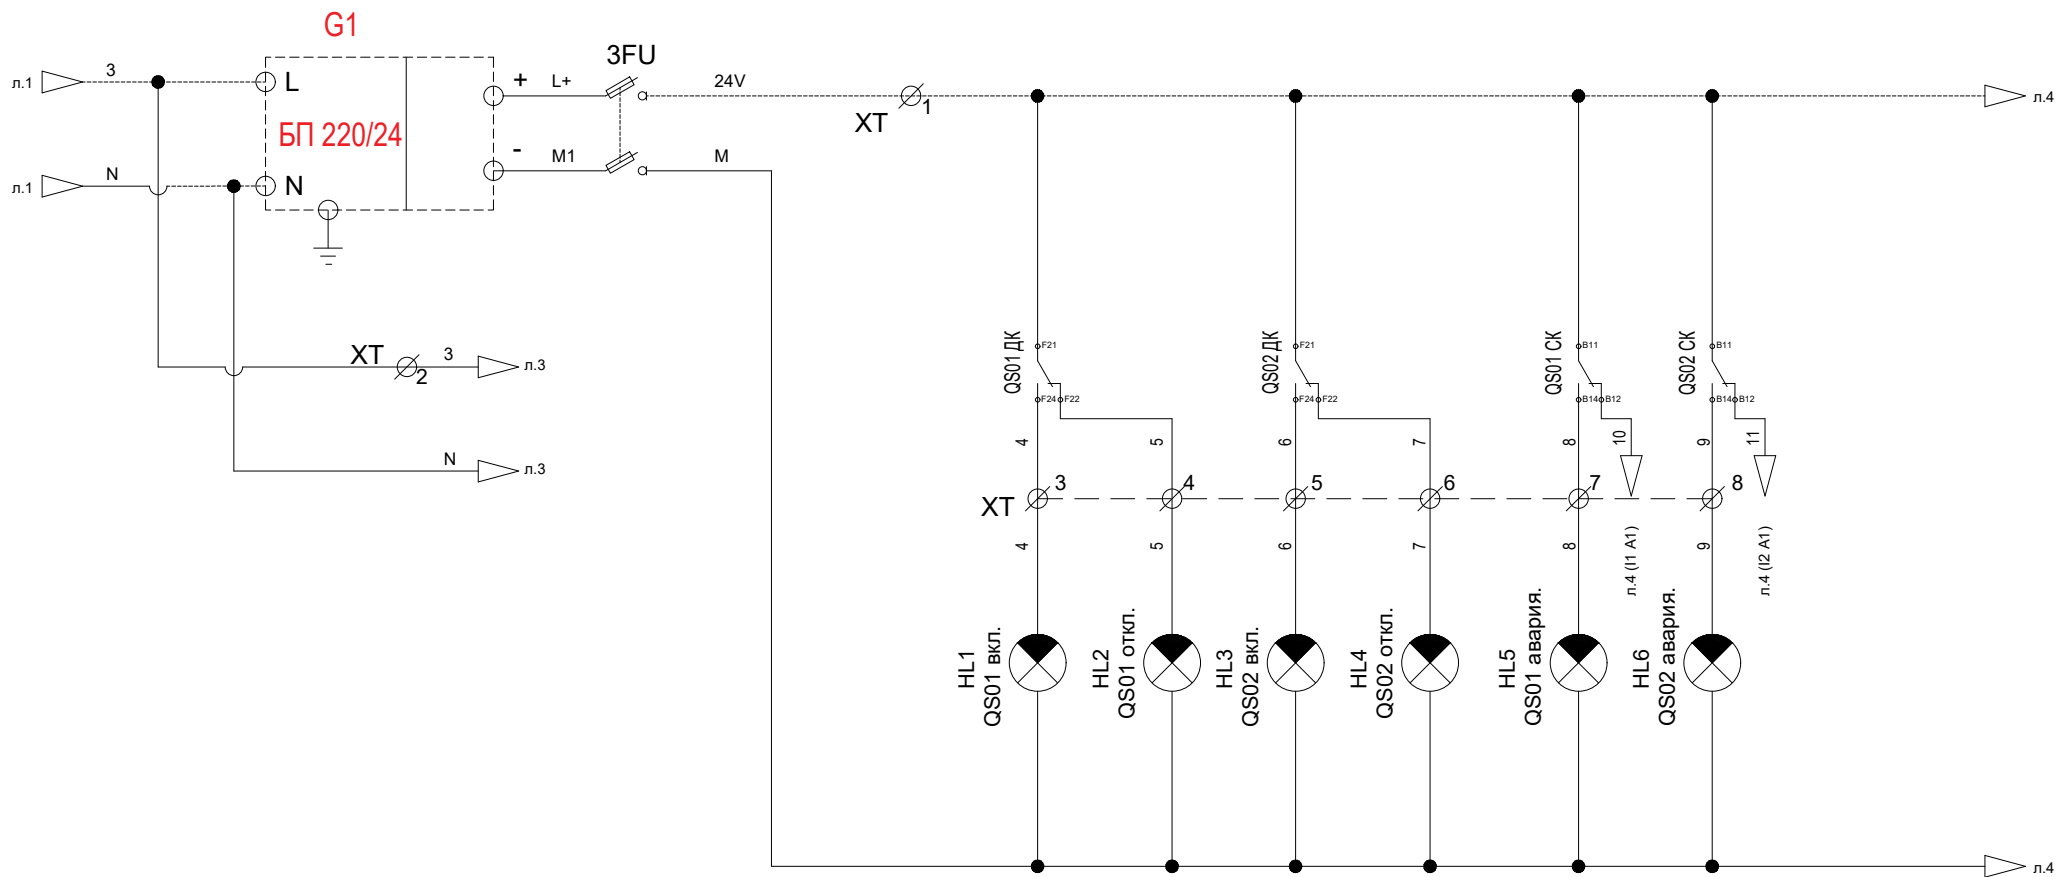 G1
л.1
3
L
БП 220/24
л.1
N
N
+
L+
3FU
24V
-
M1
M
XT
1
л.4
XT
2
3
л.3
N
л.3
QS01 ДК
F21
F24
F22
QS02 ДК
F21
F24
F22
QS01 СК
B11
B14
B12
QS02 СК
B11
B14
B12
4
5
6
7
8
10
9
11
XT
3
4
5
6
7
8
4
5
6
7
8
л.4 (I1 A1)
9
л.4 (I2 A1)
HL1
QS01 вкл.
HL2
QS01 откл.
HL3
QS02 вкл.
HL4
QS02 откл.
HL5
QS01 авария.
HL6
QS02 авария.
л.4